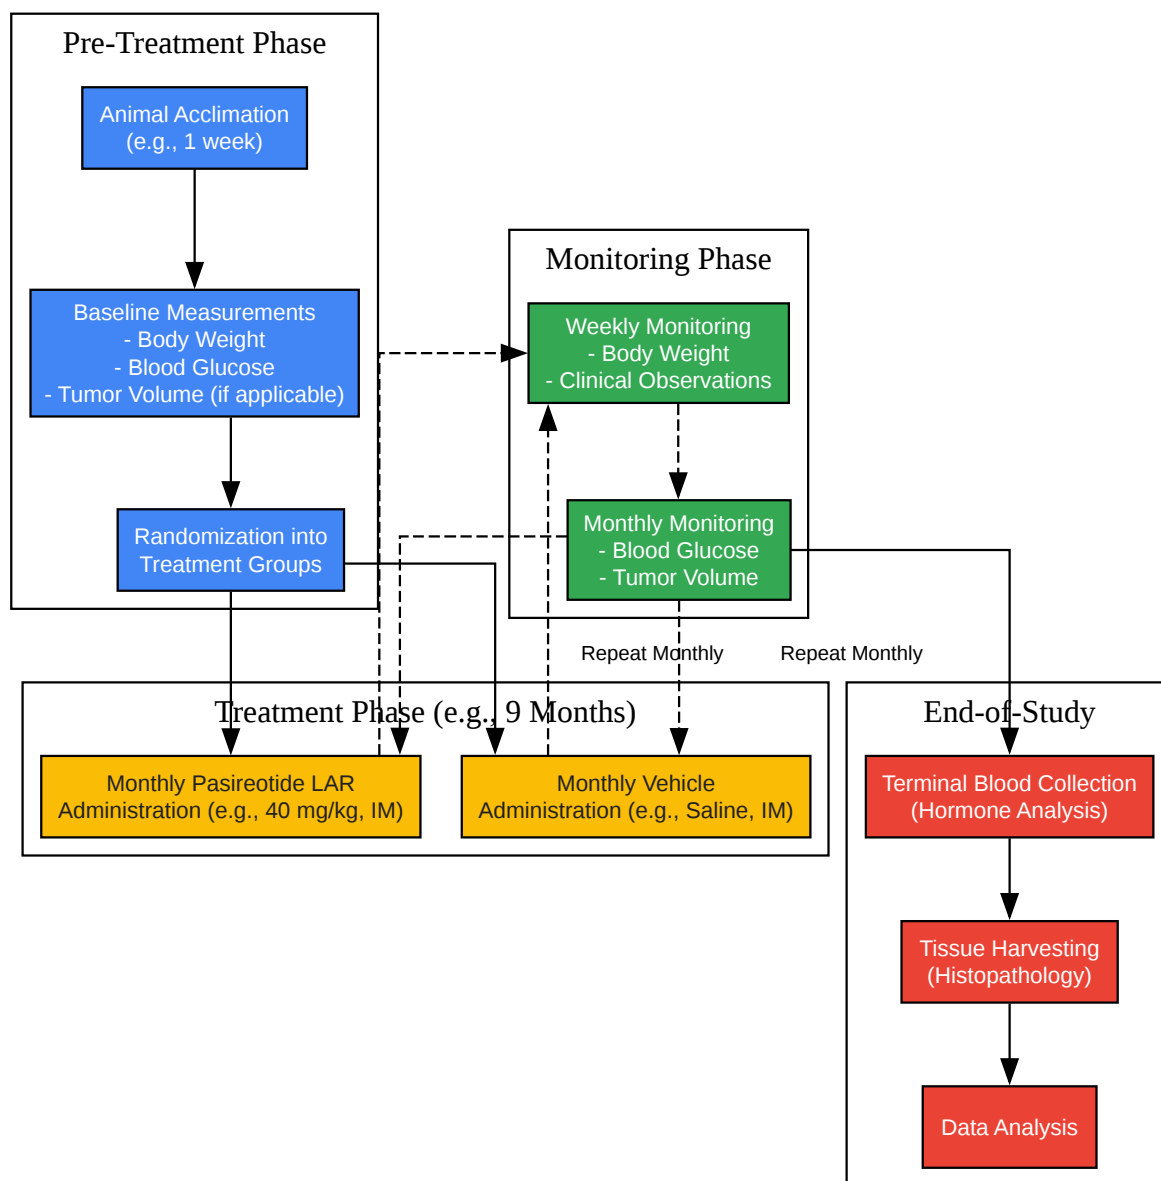 Pre-Treatment Phase
Animal Acclimation
(e.g., 1 week)
Baseline Measurements
- Body Weight
- Blood Glucose
- Tumor Volume (if applicable)
Randomization into
Treatment Groups
Monitoring Phase
Weekly Monitoring
- Body Weight
- Clinical Observations
Monthly Monitoring
- Blood Glucose
- Tumor Volume
Repeat Monthly
Repeat Monthly
Treatment Phase (e.g., 9 Months)
Monthly Pasireotide LAR
Administration (e.g., 40 mg/kg, IM)
Monthly Vehicle
Administration (e.g., Saline, IM)
End-of-Study
Terminal Blood Collection
(Hormone Analysis)
Tissue Harvesting
(Histopathology)
Data Analysis